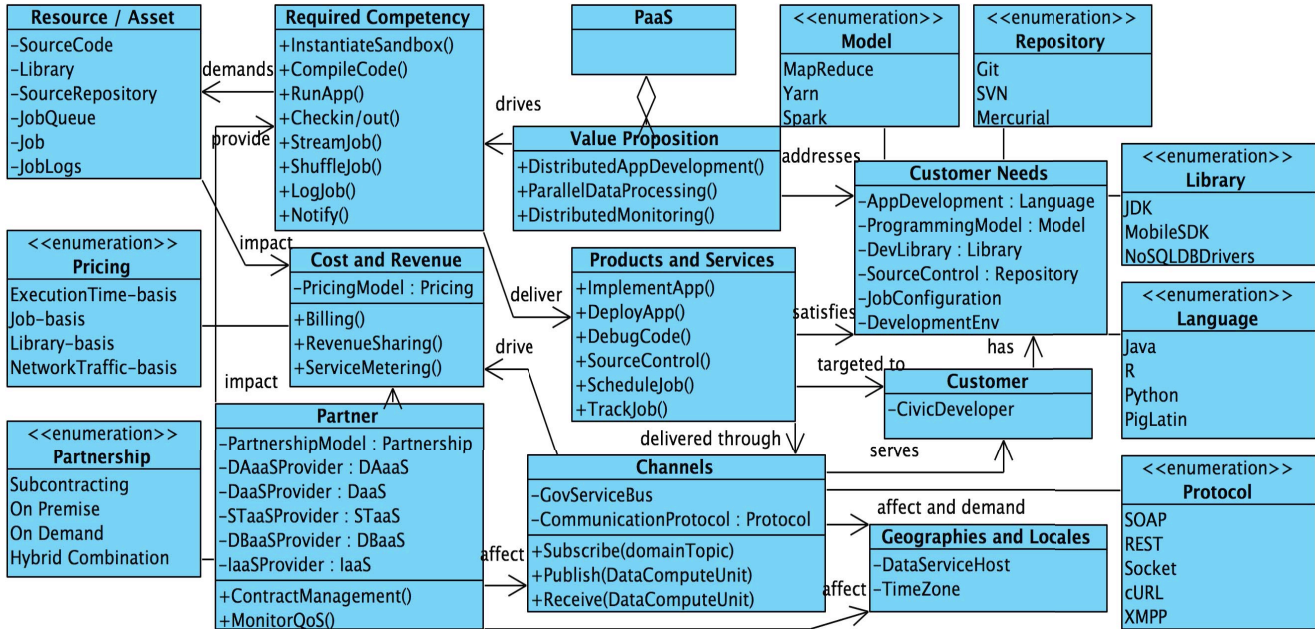 Resource / Asset
-SourceCode
-Library
-SourceRepository
-JobQueue
-Job
-JobLogs
demands
provide
Required Competency
+InstantiateSandbox()
+CompileCode()
+RunApp()
+Checkin/out()
+StreamJob()
+ShuffleJob()
+LogJob()
+Notify()
drives
PaaS
Value Proposition
+DistributedAppDevelopment()
+ParallelDataProcessing()
+DistributedMonitoring()
addresses
<<enumeration>>
Model
MapReduce
Yarn
Spark
<<enumeration>>
Repository
Git
SVN
Mercurial
Customer Needs
-AppDevelopment : Language
-ProgrammingModel : Model
-DevLibrary : Library
-SourceControl : Repository
-JobConfiguration
-DevelopmentEnv
<<enumeration>>
Library
JDK
MobileSDK
NoSQLDBDrivers
<<enumeration>>
Pricing
ExecutionTime-basis
Job-basis
Library-basis
NetworkTraffic-basis
impact
Cost and Revenue
-PricingModel : Pricing
+Billing()
+RevenueSharing()
+ServiceMetering()
deliver
drive
Products and Services
+ImplementApp()
+DeployApp()
+DebugCode()
+SourceControl()
+ScheduleJob()
+TrackJob()
satisfies
targeted to
has
Customer
-CivicDeveloper
<<enumeration>>
Language
Java
R
Python
PigLatin
impact
<<enumeration>>
Partnership
Subcontracting
On Premise
On Demand
Hybrid Combination
Partner
-PartnershipModel : Partnership
-DAaaSProvider : DAaaS
-DaaSProvider : DaaS
-STaaSProvider : STaaS
-DBaaSProvider : DBaaS
-IaaSProvider : IaaS
+ContractManagement()
+MonitorQoS()
affect
delivered through
Channels
-GovServiceBus
-CommunicationProtocol : Protocol
+Subscribe(domainTopic)
+Publish(DataComputeUnit)
+Receive(DataComputeUnit)
serves
affect and demand
affect
Geographies and Locales
-DataServiceHost
-TimeZone
<<enumeration>>
Protocol
SOAP
REST
Socket
cURL
XMPP